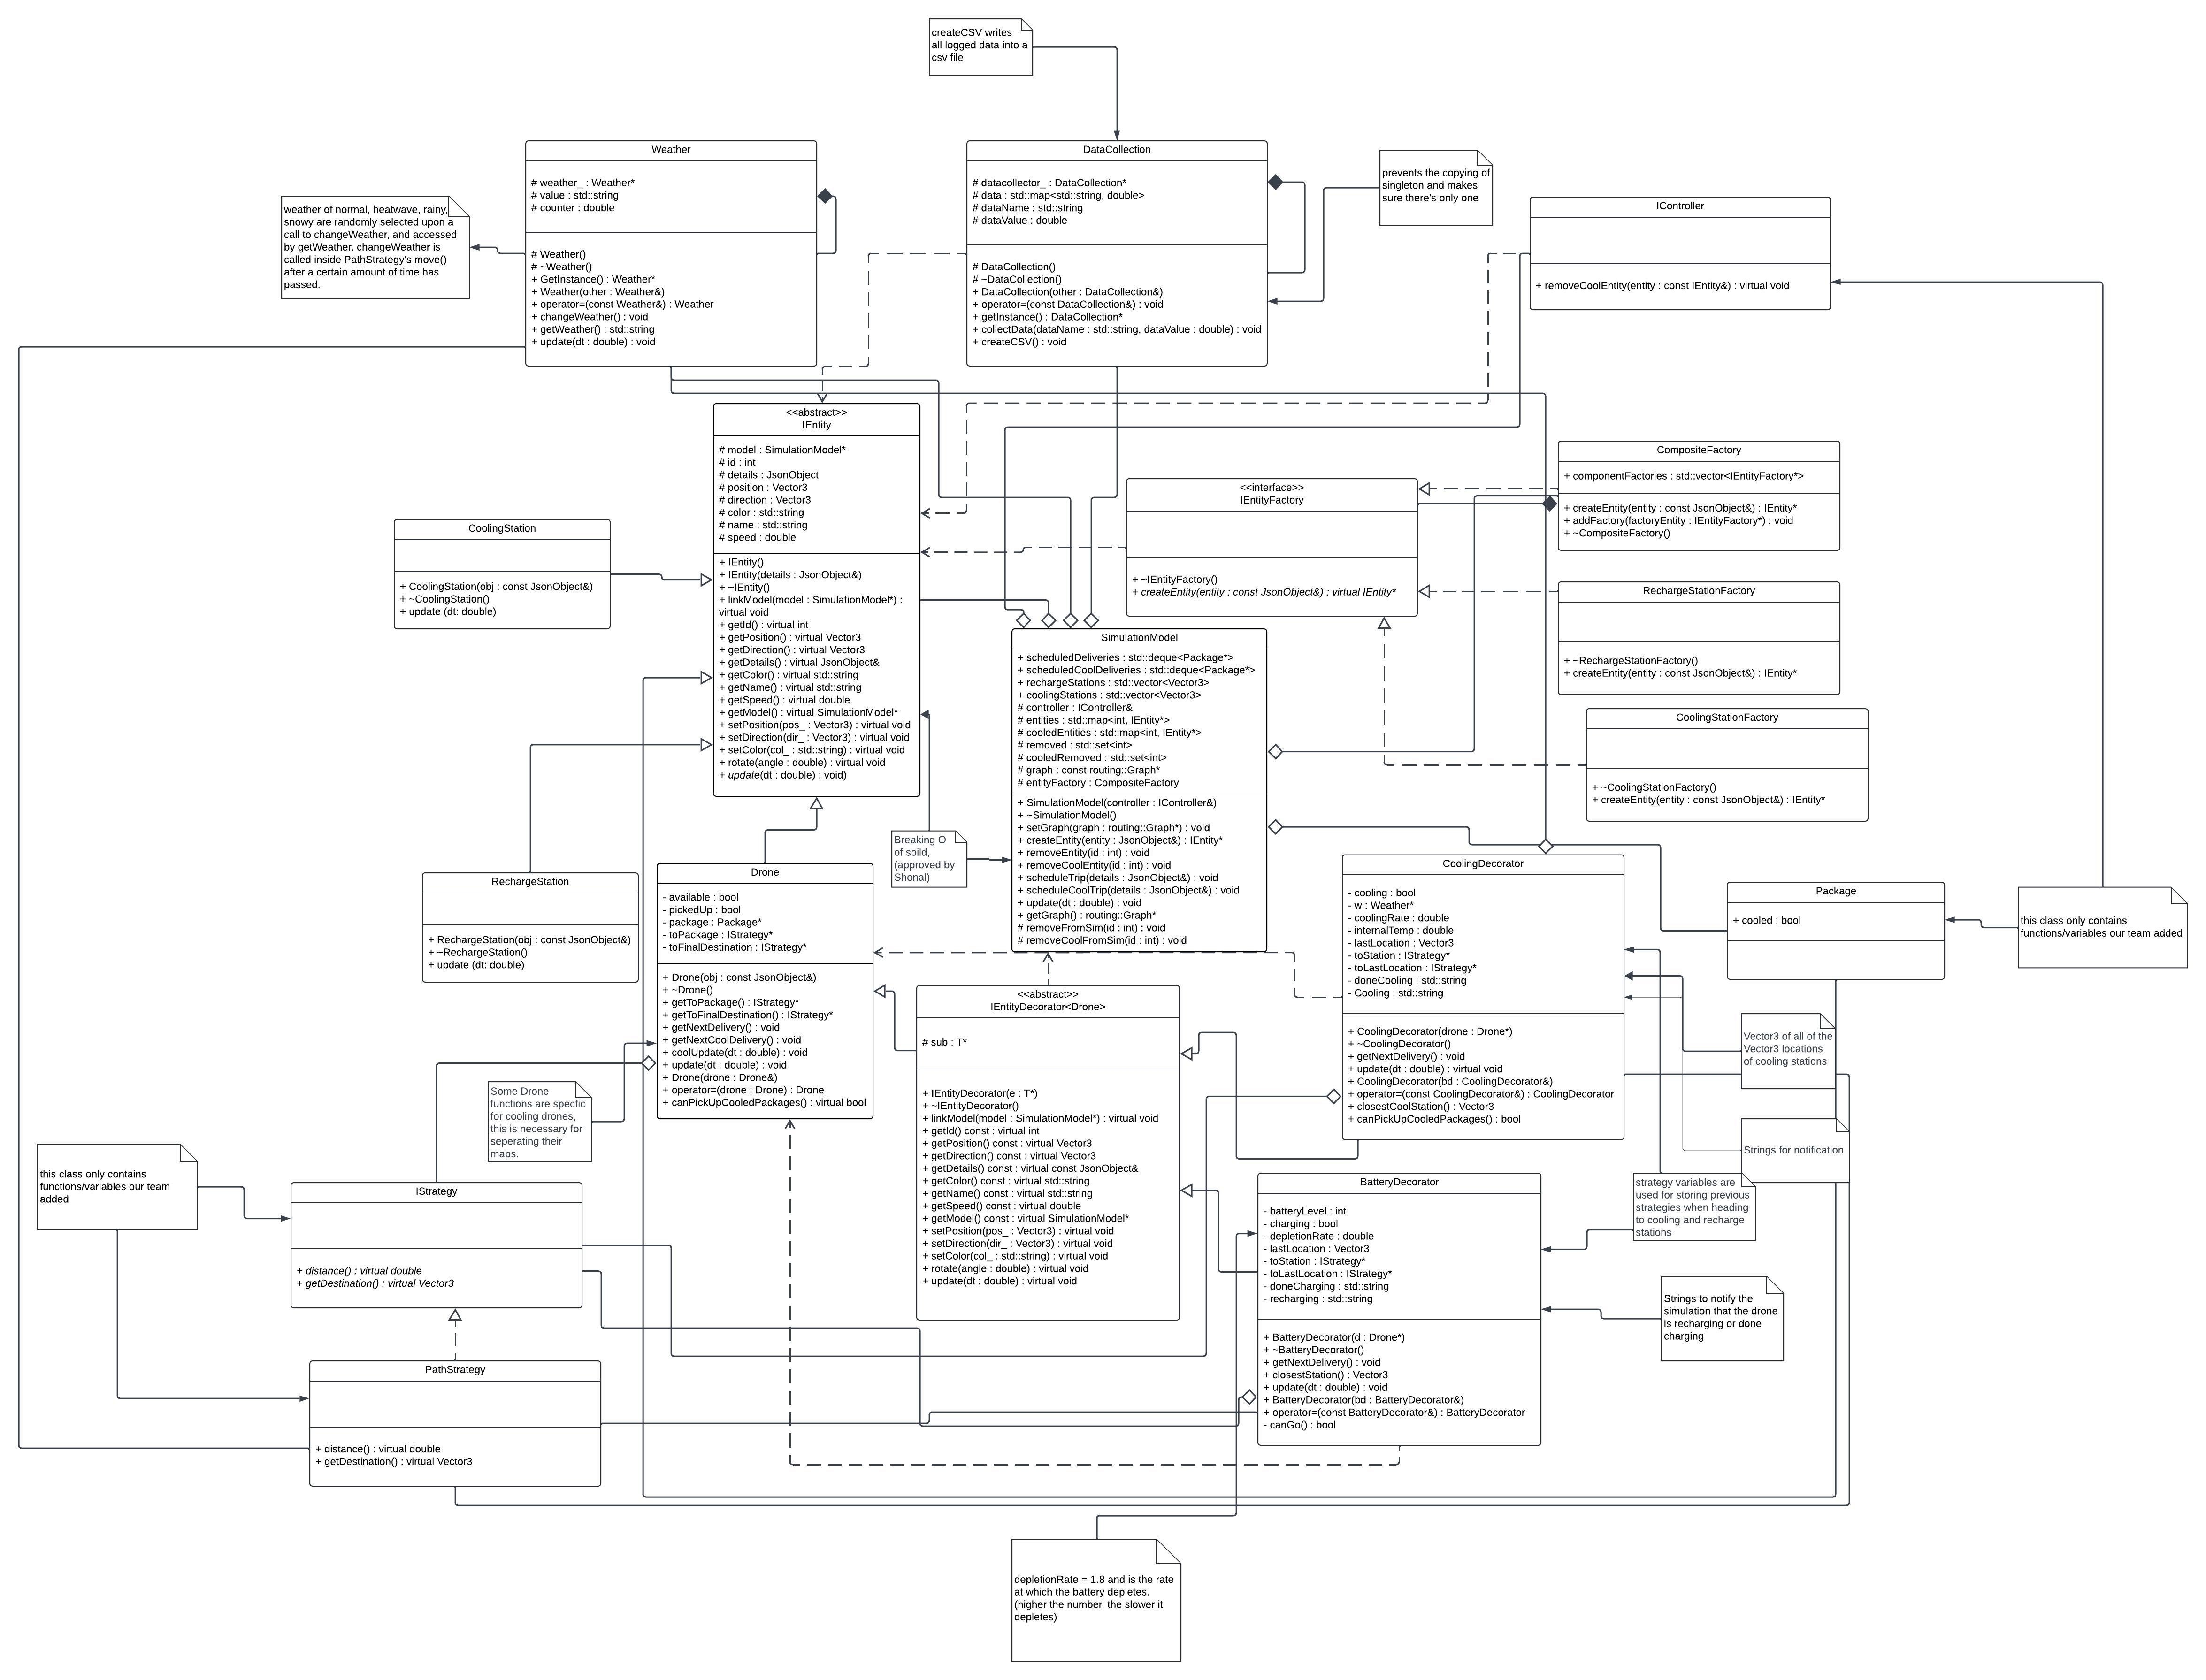 createCSV writes
all logged data into a
csv file
Weather
# weather_ : Weather*
# value : std::string
# counter : double
# Weather()
# ~Weather()
+ GetInstance() : Weather*
+ Weather(other : Weather&)
+ operator=(const Weather&) : Weather
+ changeWeather() : void
+ getWeather() : std::string
+ update(dt : double) : void
weather of normal, heatwave, rainy,
snowy are randomly selected upon a
call to changeWeather, and accessed
by getWeather. changeWeather is
called inside PathStrategy's move()
after a certain amount of time has
passed.
DataCollection
# datacollector_ : DataCollection*
# data : std::map<std::string, double>
# dataName : std::string
# dataValue : double
# DataCollection()
# ~DataCollection()
+ DataCollection(other : DataCollection&)
+ operator=(const DataCollection&) : void
+ getInstance() : DataCollection*
+ collectData(dataName : std::string, dataValue : double) : void
+ createCSV() : void
prevents the copying of
singleton and makes
sure there's only one
IController
+ removeCoolEntity(entity : const IEntity&) : virtual void
<<abstract>>
IEntity
# model : SimulationModel*
# id : int
# details : JsonObject
# position : Vector3
# direction : Vector3
# color : std::string
# name : std::string
# speed : double
+ IEntity()
+ IEntity(details : JsonObject&)
+ ~IEntity()
+ linkModel(model : SimulationModel*) :
virtual void
+ getId() : virtual int
+ getPosition() : virtual Vector3
+ getDirection() : virtual Vector3
+ getDetails() : virtual JsonObject&
+ getColor() : virtual std::string
+ getName() : virtual std::string
+ getSpeed() : virtual double
+ getModel() : virtual SimulationModel*
+ setPosition(pos_ : Vector3) : virtual void
+ setDirection(dir_ : Vector3) : virtual void
+ setColor(col_ : std::string) : virtual void
+ rotate(angle : double) : virtual void
+ update(dt : double) : void)
CoolingStation
+ CoolingStation(obj : const JsonObject&)
+ ~CoolingStation()
+ update (dt: double)
<<interface>>
IEntityFactory
+ ~IEntityFactory()
+ createEntity(entity : const JsonObject&) : virtual IEntity*
CompositeFactory
+ componentFactories : std::vector<IEntityFactory*>
+ createEntity(entity : const JsonObject&) : IEntity*
+ addFactory(factoryEntity : IEntityFactory*) : void
+ ~CompositeFactory()
RechargeStationFactory
+ ~RechargeStationFactory()
+ createEntity(entity : const JsonObject&) : IEntity*
CoolingStationFactory
+ ~CoolingStationFactory()
+ createEntity(entity : const JsonObject&) : IEntity*
SimulationModel
+ scheduledDeliveries : std::deque<Package*>
+ scheduledCoolDeliveries : std::deque<Package*>
+ rechargeStations : std::vector<Vector3>
+ coolingStations : std::vector<Vector3>
# controller : IController&
# entities : std::map<int, IEntity*>
# cooledEntities : std::map<int, IEntity*>
# removed : std::set<int>
# cooledRemoved : std::set<int>
# graph : const routing::Graph*
# entityFactory : CompositeFactory
+ SimulationModel(controller : IController&)
+ ~SimulationModel()
+ setGraph(graph : routing::Graph*) : void
+ createEntity(entity : JsonObject&) : IEntity*
+ removeEntity(id : int) : void
+ removeCoolEntity(id : int) : void
+ scheduleTrip(details : JsonObject&) : void
+ scheduleCoolTrip(details : JsonObject&) : void
+ update(dt : double) : void
+ getGraph() : routing::Graph*
# removeFromSim(id : int) : void
# removeCoolFromSim(id : int) : void
Breaking O
of soild,
(approved by
Shonal)
RechargeStation
+ RechargeStation(obj : const JsonObject&)
+ ~RechargeStation()
+ update (dt: double)
Drone
- available : bool
- pickedUp : bool
- package : Package*
- toPackage : IStrategy*
- toFinalDestination : IStrategy*
+ Drone(obj : const JsonObject&)
+ ~Drone()
+ getToPackage() : IStrategy*
+ getToFinalDestination() : IStrategy*
+ getNextDelivery() : void
+ getNextCoolDelivery() : void
+ coolUpdate(dt : double) : void
+ update(dt : double) : void
+ Drone(drone : Drone&)
+ operator=(drone : Drone) : Drone
+ canPickUpCooledPackages() : virtual bool
Some Drone
functions are specfic
for cooling drones,
this is necessary for
seperating their
maps.
<<abstract>>
IEntityDecorator<Drone>
# sub : T*
+ IEntityDecorator(e : T*)
+ ~IEntityDecorator()
+ linkModel(model : SimulationModel*) : virtual void
+ getId() const : virtual int
+ getPosition() const : virtual Vector3
+ getDirection() const : virtual Vector3
+ getDetails() const : virtual const JsonObject&
+ getColor() const : virtual std::string
+ getName() const : virtual std::string
+ getSpeed() const : virtual double
+ getModel() const : virtual SimulationModel*
+ setPosition(pos_ : Vector3) : virtual void
+ setDirection(dir_ : Vector3) : virtual void
+ setColor(col_ : std::string) : virtual void
+ rotate(angle : double) : virtual void
+ update(dt : double) : virtual void
CoolingDecorator
- cooling : bool
- w : Weather*
- coolingRate : double
- internalTemp : double
- lastLocation : Vector3
- toStation : IStrategy*
- toLastLocation : IStrategy*
- doneCooling : std::string
- Cooling : std::string
+ CoolingDecorator(drone : Drone*)
+ ~CoolingDecorator()
+ getNextDelivery() : void
+ update(dt : double) : virtual void
+ CoolingDecorator(bd : CoolingDecorator&)
+ operator=(const CoolingDecorator&) : CoolingDecorator
+ closestCoolStation() : Vector3
+ canPickUpCooledPackages() : bool
Package
+ cooled : bool
this class only contains
functions/variables our team added
Vector3 of all of the
Vector3 locations
of cooling stations
Strings for notification
strategy variables are
used for storing previous
strategies when heading
to cooling and recharge
stations
BatteryDecorator
- batteryLevel : int
- charging : bool
- depletionRate : double
- lastLocation : Vector3
- toStation : IStrategy*
- toLastLocation : IStrategy*
- doneCharging : std::string
- recharging : std::string
+ BatteryDecorator(d : Drone*)
+ ~BatteryDecorator()
+ getNextDelivery() : void
+ closestStation() : Vector3
+ update(dt : double) : void
+ BatteryDecorator(bd : BatteryDecorator&)
+ operator=(const BatteryDecorator&) : BatteryDecorator
- canGo() : bool
Strings to notify the
simulation that the drone
is recharging or done
charging
this class only contains
functions/variables our team
added
IStrategy
+ distance() : virtual double
+ getDestination() : virtual Vector3
PathStrategy
+ distance() : virtual double
+ getDestination() : virtual Vector3
depletionRate = 1.8 and is the rate
at which the battery depletes.
(higher the number, the slower it
depletes)